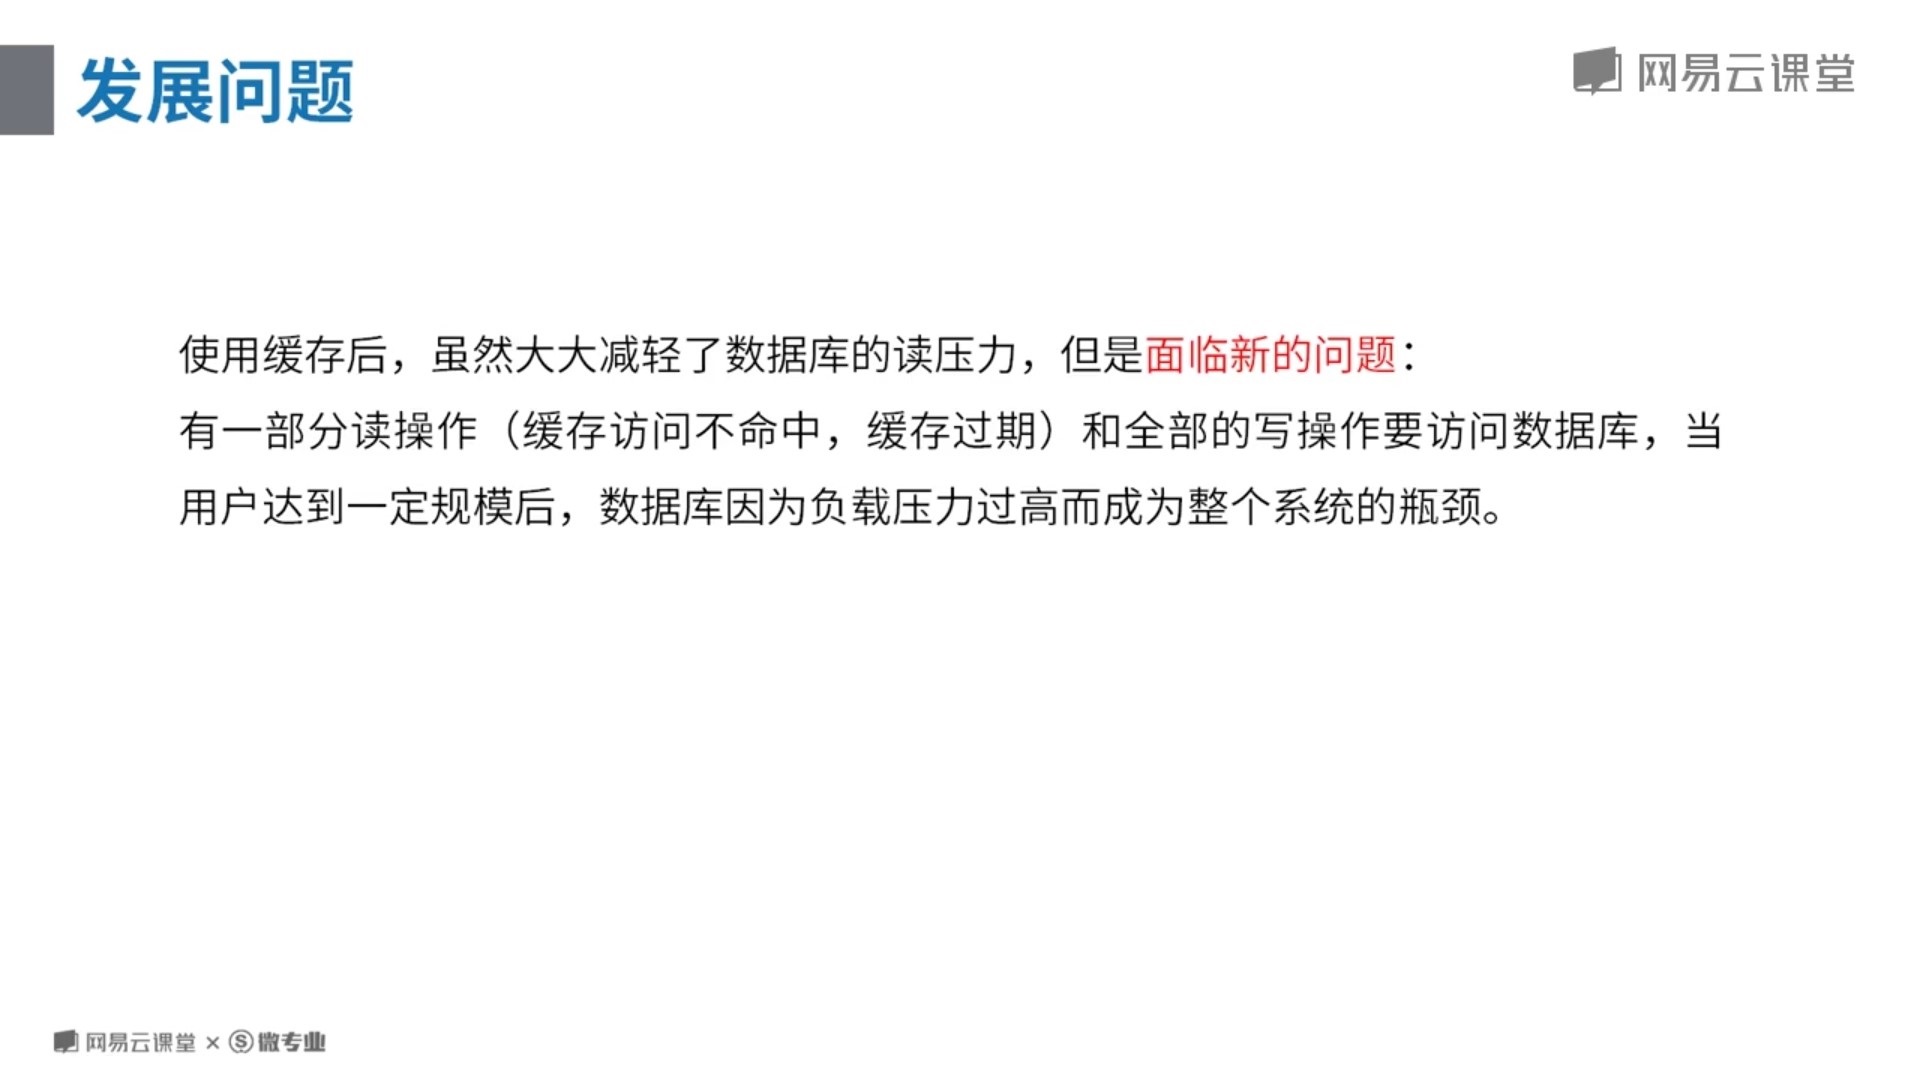 发展问题
网易云课堂
使用缓存后，虽然大大减轻了数据库的读压力，但是面临新的问题：
有一部分读操作（缓存访问不命中，缓存过期）和全部的写操作要访问数据库，当
用户达到一定规模后，数据库因为负载压力过高而成为整个系统的瓶颈。
网易云课堂 × Ⓢ微专业